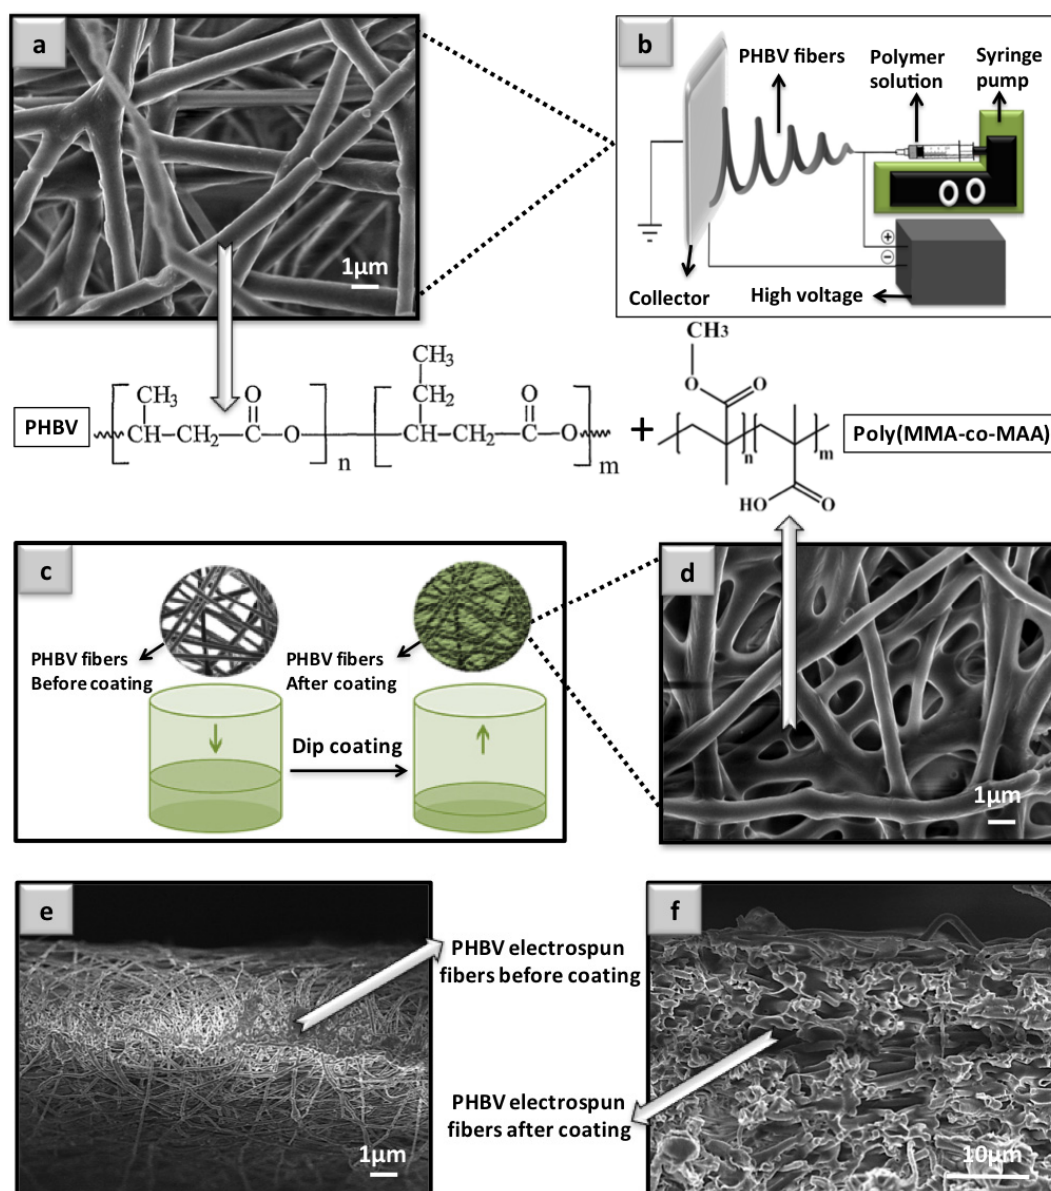 a
1µm
b
PHBV fibers
Polymer
solution
Syringe
pump
+
−
Collector
High voltage
PHBV
CH₃
O
CH—CH₂—C—O
n
CH₃
CH₂
O
CH—CH₂—C—O
m
+
CH₃
O
O
n
m
HO
O
Poly(MMA-co-MAA)
c
PHBV fibers
Before coating
PHBV fibers
After coating
Dip coating
d
1µm
e
1µm
PHBV electrospun
fibers before coating
PHBV electrospun
fibers after coating
f
10µm